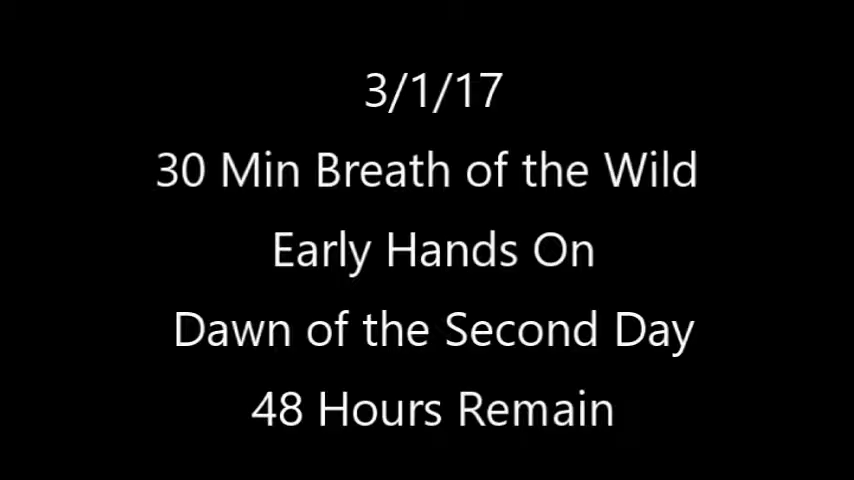 3/1/17
30 Min Breath of the Wild
Early Hands On
Dawn of the Second Day
48 Hours Remain